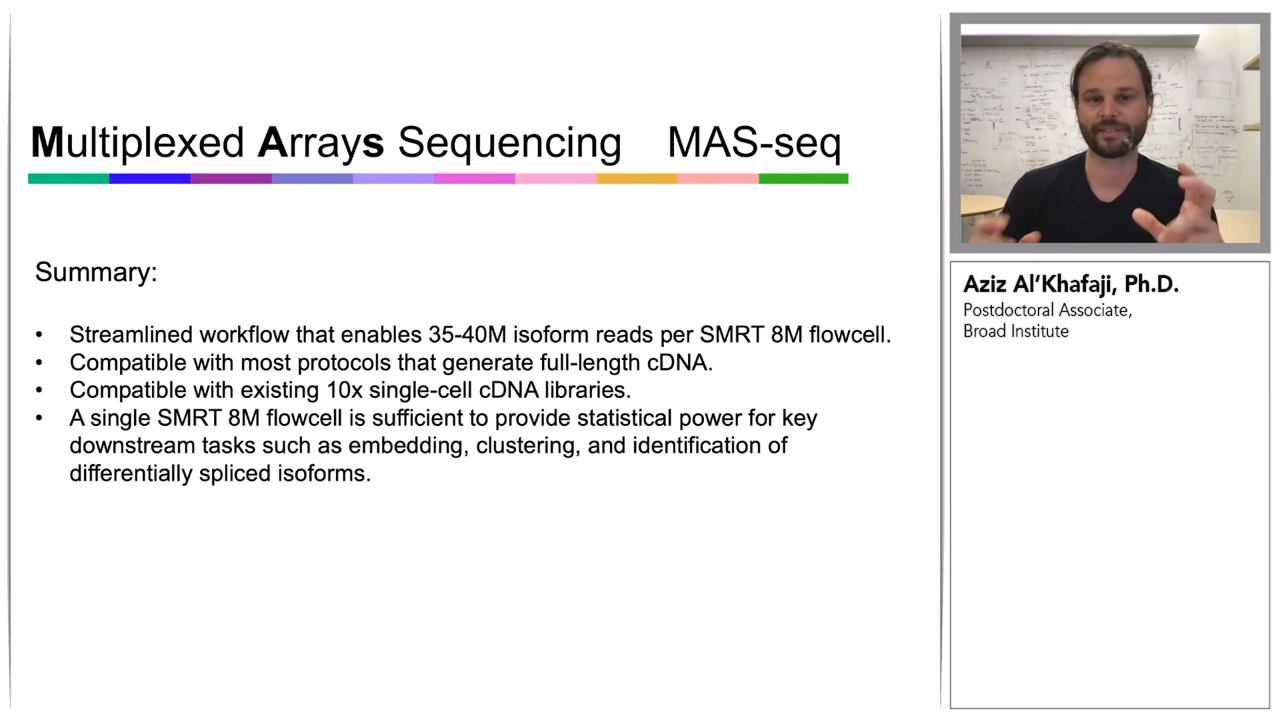 Multiplexed Arrays Sequencing MAS-seq
Summary:
• Streamlined workflow that enables 35-40M isoform reads per SMRT 8M flowcell.
• Compatible with most protocols that generate full-length cDNA.
• Compatible with existing 10x single-cell cDNA libraries.
• A single SMRT 8M flowcell is sufficient to provide statistical power for key
downstream tasks such as embedding, clustering, and identification of
differentially spliced isoforms.
Aziz Al’Khafaji, Ph.D.
Postdoctoral Associate,
Broad Institute